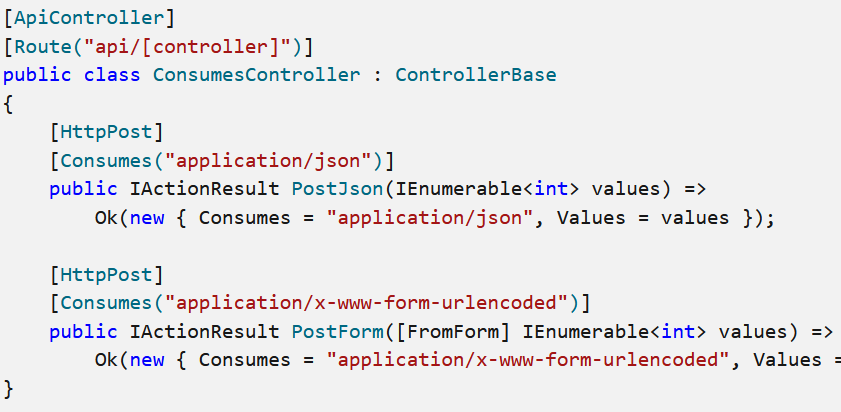 [ApiController]
[Route("api/[controller]")]
public class ConsumesController : ControllerBase
{
    [HttpPost]
    [Consumes("application/json")]
    public IActionResult PostJson(IEnumerable<int> values) =>
        Ok(new { Consumes = "application/json", Values = values });

    [HttpPost]
    [Consumes("application/x-www-form-urlencoded")]
    public IActionResult PostForm([FromForm] IEnumerable<int> values) =>
        Ok(new { Consumes = "application/x-www-form-urlencoded", Values =
}